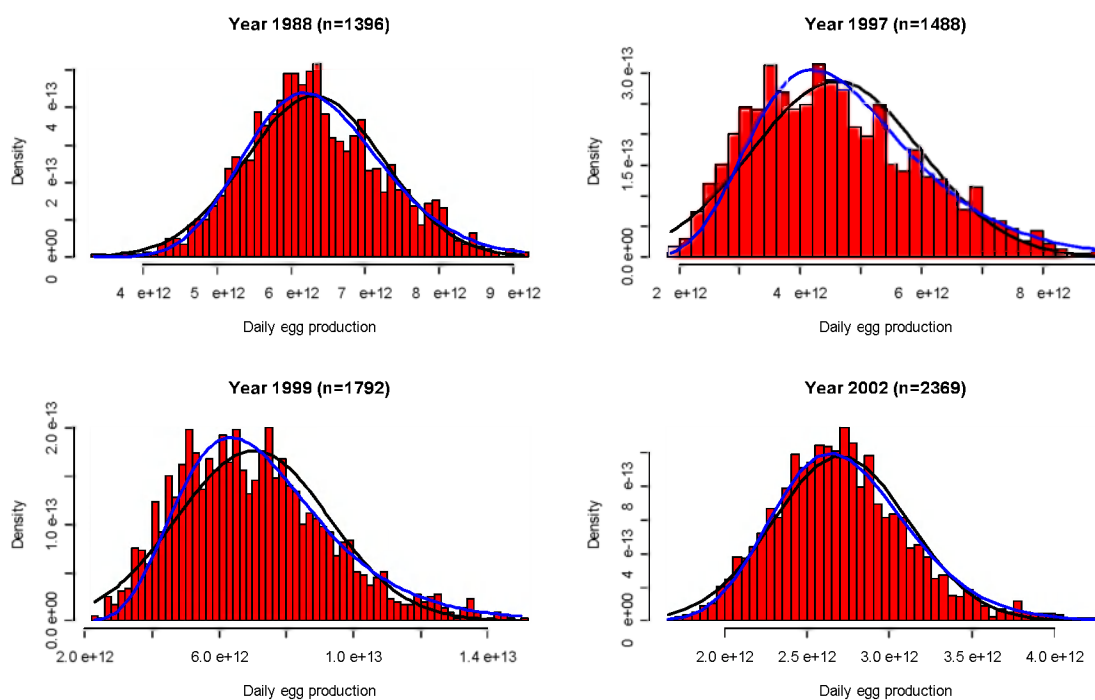 Year 1988 (n=1396)
Density
0 2 e-13 4 e-13
4 e+12 5 e+12 6 e+12 7 e+12 8 e+12 9 e+12
Daily egg production
Year 1997 (n=1488)
Density
0.0 e+00 1.5 e-13 3.0 e-13
2 e+12 4 e+12 6 e+12 8 e+12
Daily egg production
Year 1999 (n=1792)
Density
0.0 e+00 1.0 e-13 2.0 e-13
2.0 e+12 6.0 e+12 1.0 e+13 1.4 e+13
Daily egg production
Year 2002 (n=2369)
Density
0 4 e-13 8 e-13
2.0 e+12 2.5 e+12 3.0 e+12 3.5 e+12 4.0 e+12
Daily egg production